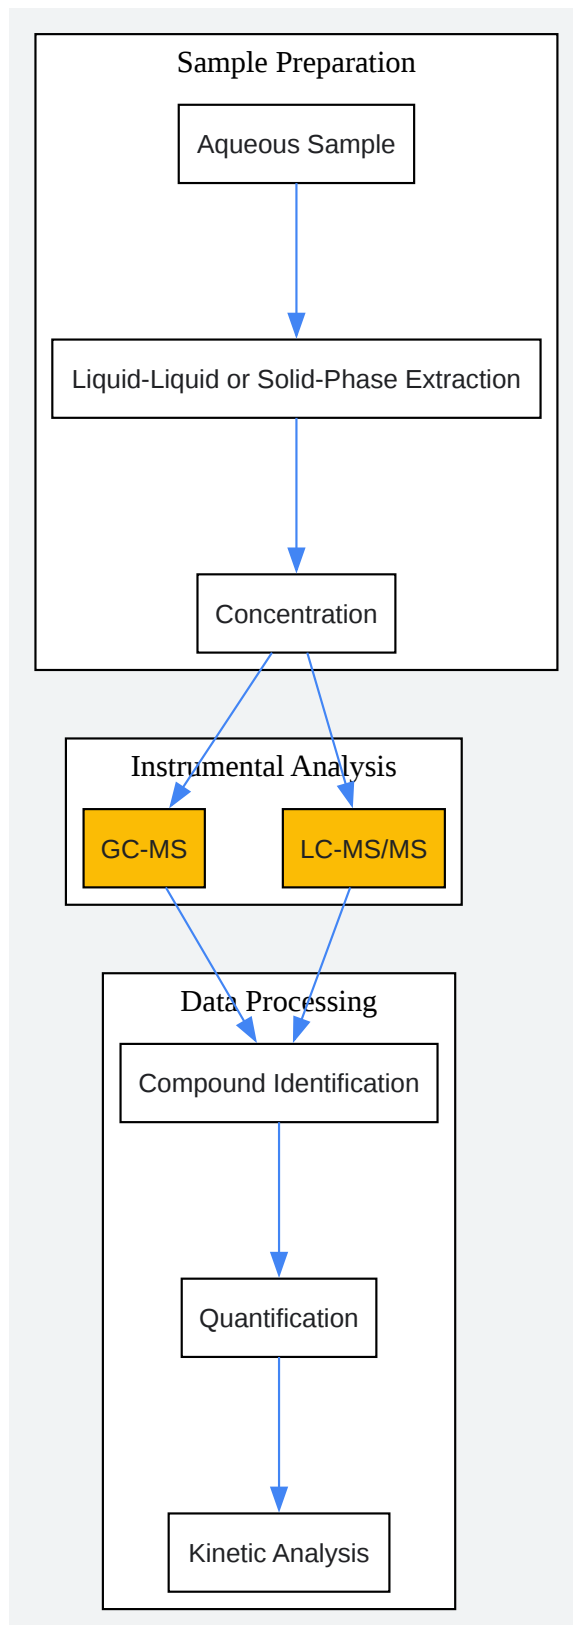 Sample Preparation
Aqueous Sample
Liquid-Liquid or Solid-Phase Extraction
Concentration
Instrumental Analysis
GC-MS
LC-MS/MS
Data Processing
Compound Identification
Quantification
Kinetic Analysis